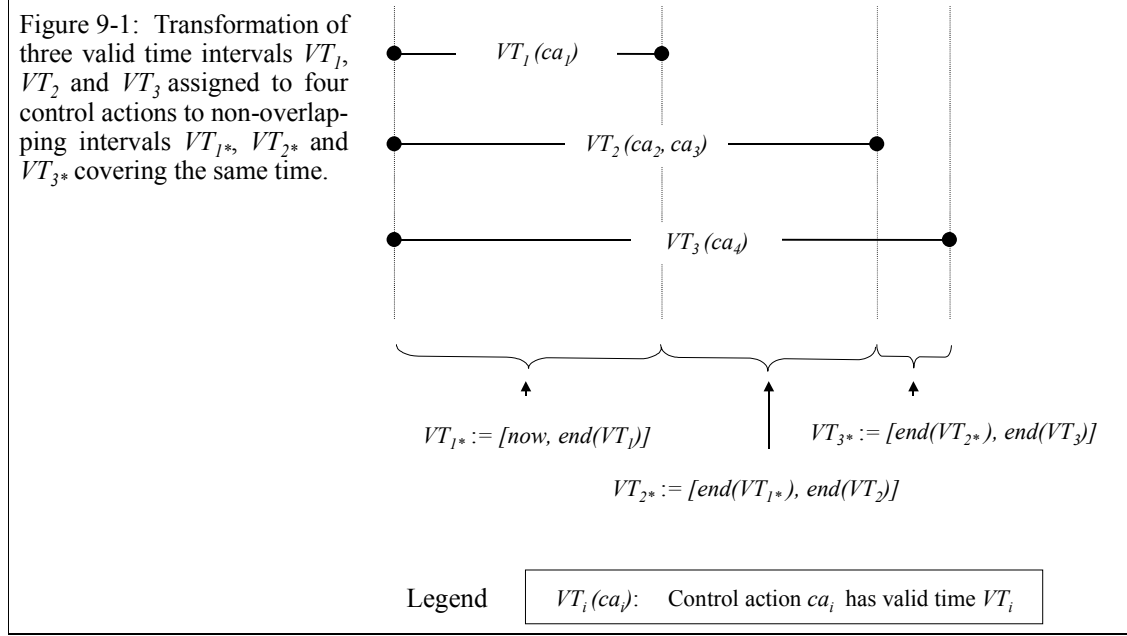 Figure 9-1: Transformation of
three valid time intervals VT1,
VT2 and VT3 assigned to four
control actions to non-overlap-
ping intervals VT1*, VT2* and
VT3* covering the same time.
VT1 (ca1)
VT2 (ca2, ca3)
VT3 (ca4)
VT1* := [now, end(VT1)]
VT3* := [end(VT2*), end(VT3)]
VT2* := [end(VT1*), end(VT2)]
Legend
VTi (cai): Control action cai has valid time VTi